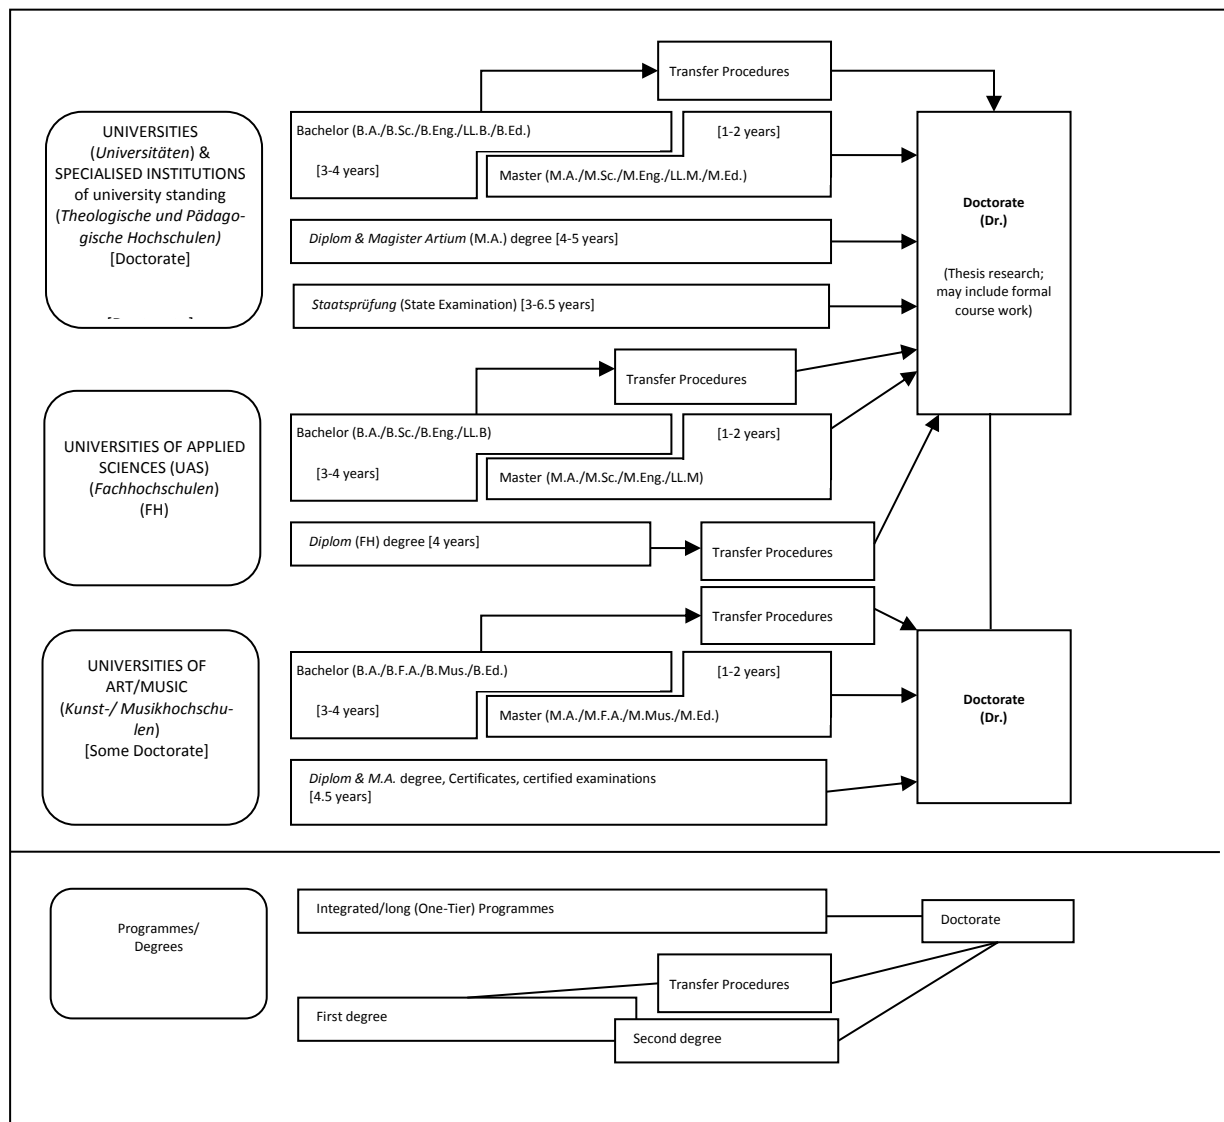 Transfer Procedures
UNIVERSITIES
(Universitäten) &
SPECIALISED INSTITUTIONS
of university standing
(Theologische und Pädago-
gische Hochschulen)
[Doctorate]
Bachelor (B.A./B.Sc./B.Eng./LL.B./B.Ed.)
[3-4 years]
[1-2 years]
Master (M.A./M.Sc./M.Eng./LL.M./M.Ed.)
Diplom & Magister Artium (M.A.) degree [4-5 years]
Staatsprüfung (State Examination) [3-6.5 years]
Doctorate
(Dr.)
(Thesis research;
may include formal
course work)
Transfer Procedures
UNIVERSITIES OF APPLIED
SCIENCES (UAS)
(Fachhochschulen)
(FH)
Bachelor (B.A./B.Sc./B.Eng./LL.B)
[3-4 years]
[1-2 years]
Master (M.A./M.Sc./M.Eng./LL.M)
Diplom (FH) degree [4 years]
Transfer Procedures
Transfer Procedures
UNIVERSITIES OF
ART/MUSIC
(Kunst-/ Musikhochschu-
len)
[Some Doctorate]
Bachelor (B.A./B.F.A./B.Mus./B.Ed.)
[3-4 years]
[1-2 years]
Master (M.A./M.F.A./M.Mus./M.Ed.)
Diplom & M.A. degree, Certificates, certified examinations
[4.5 years]
Doctorate
(Dr.)
Programmes/
Degrees
Integrated/long (One-Tier) Programmes
Doctorate
Transfer Procedures
First degree
Second degree